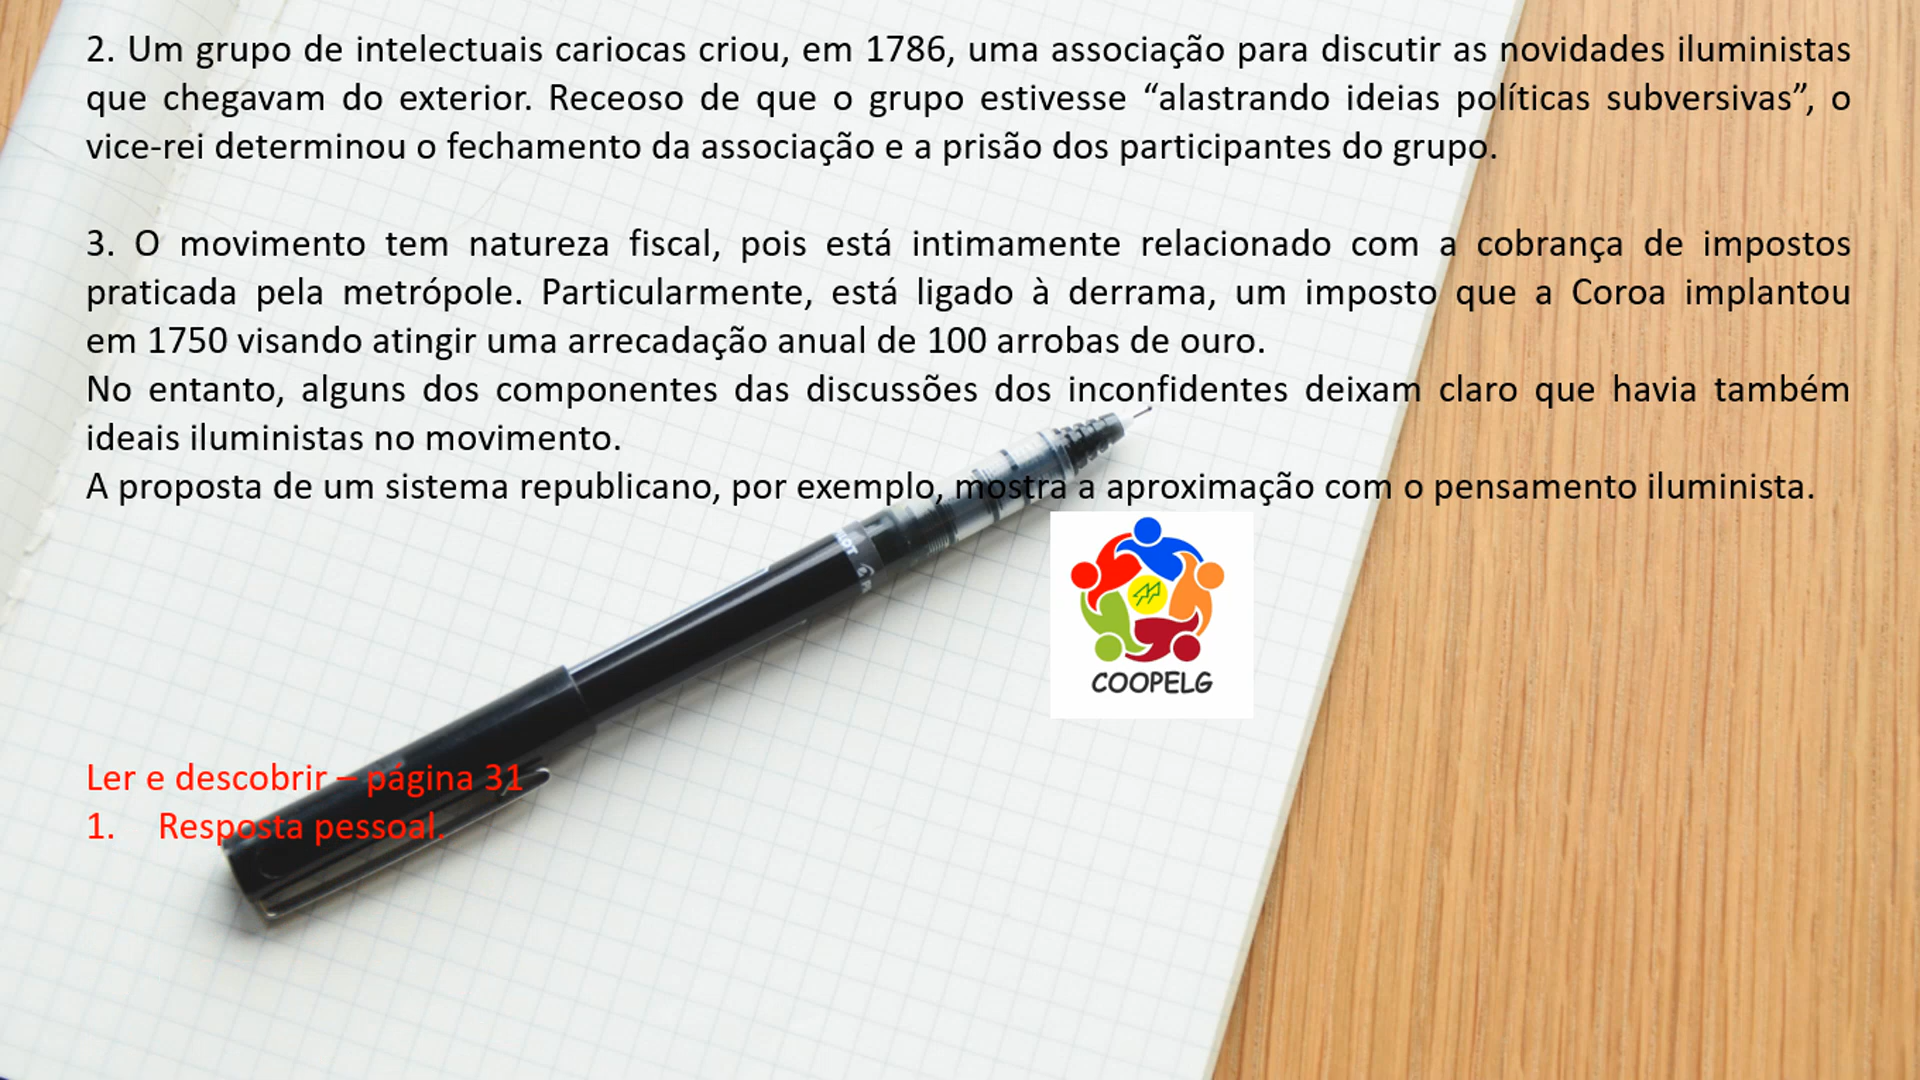 2. Um grupo de intelectuais cariocas criou, em 1786, uma associação para discutir as novidades iluministas
que chegavam do exterior. Receoso de que o grupo estivesse “alastrando ideias políticas subversivas”, o
vice-rei determinou o fechamento da associação e a prisão dos participantes do grupo.
3. O movimento tem natureza fiscal, pois está intimamente relacionado com a cobrança de impostos
praticada pela metrópole. Particularmente, está ligado à derrama, um imposto que a Coroa implantou
em 1750 visando atingir uma arrecadação anual de 100 arrobas de ouro.
No entanto, alguns dos componentes das discussões dos inconfidentes deixam claro que havia também
ideais iluministas no movimento.
A proposta de um sistema republicano, por exemplo, mostra a aproximação com o pensamento iluminista.
COOPELG
Ler e descobrir – página 31
1. Resposta pessoal.